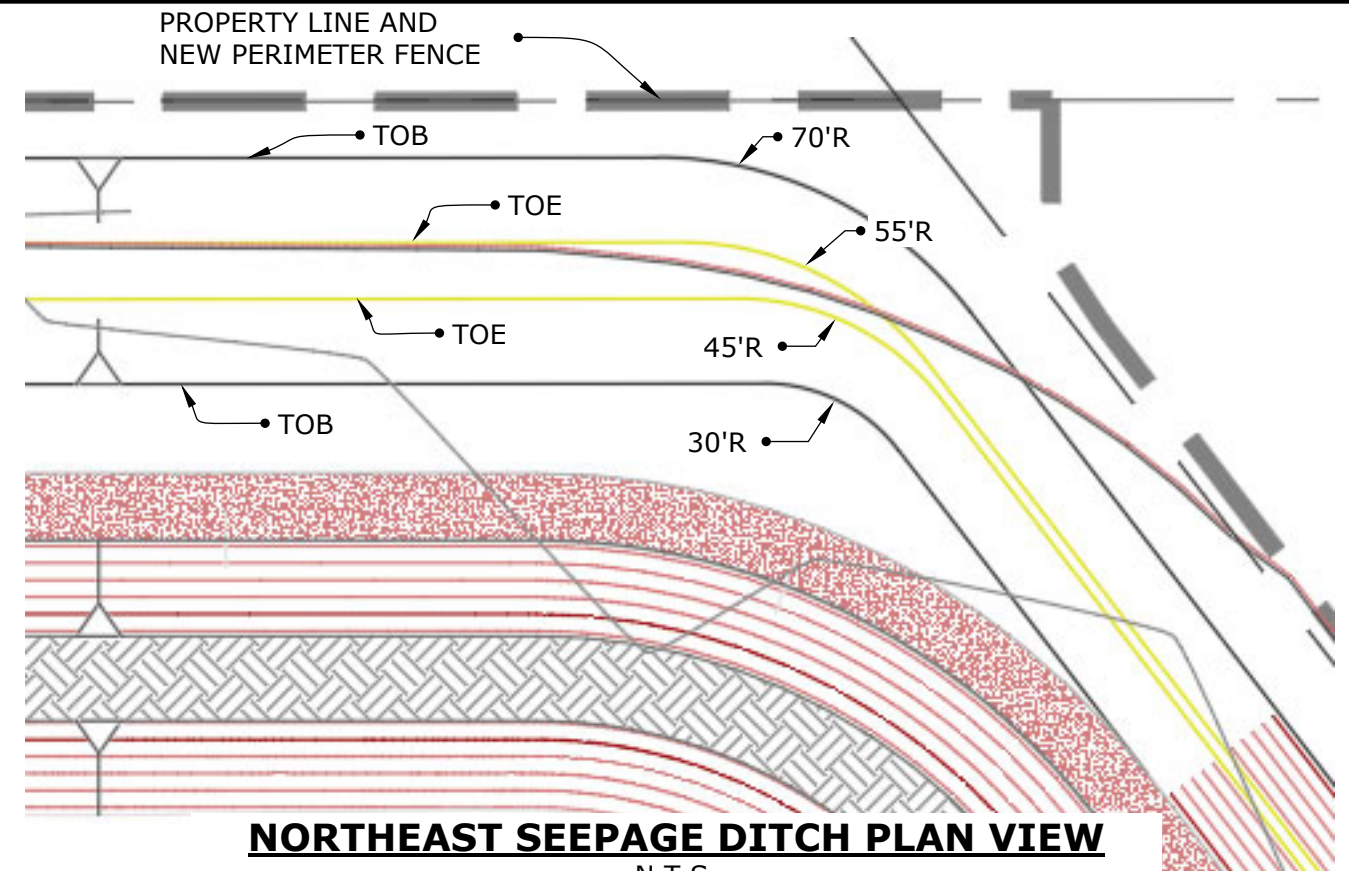 PROPERTY LINE AND
NEW PERIMETER FENCE
TOB
70'R
TOE
55'R
TOE
45'R
TOB
30'R
NORTHEAST SEEPAGE DITCH PLAN VIEW
N.T.S.